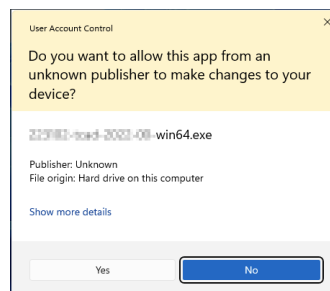 User Account Control
Do you want to allow this app from an
unknown publisher to make changes to your
device?
win64.exe
Publisher: Unknown
File origin: Hard drive on this computer
Show more details
Yes
No